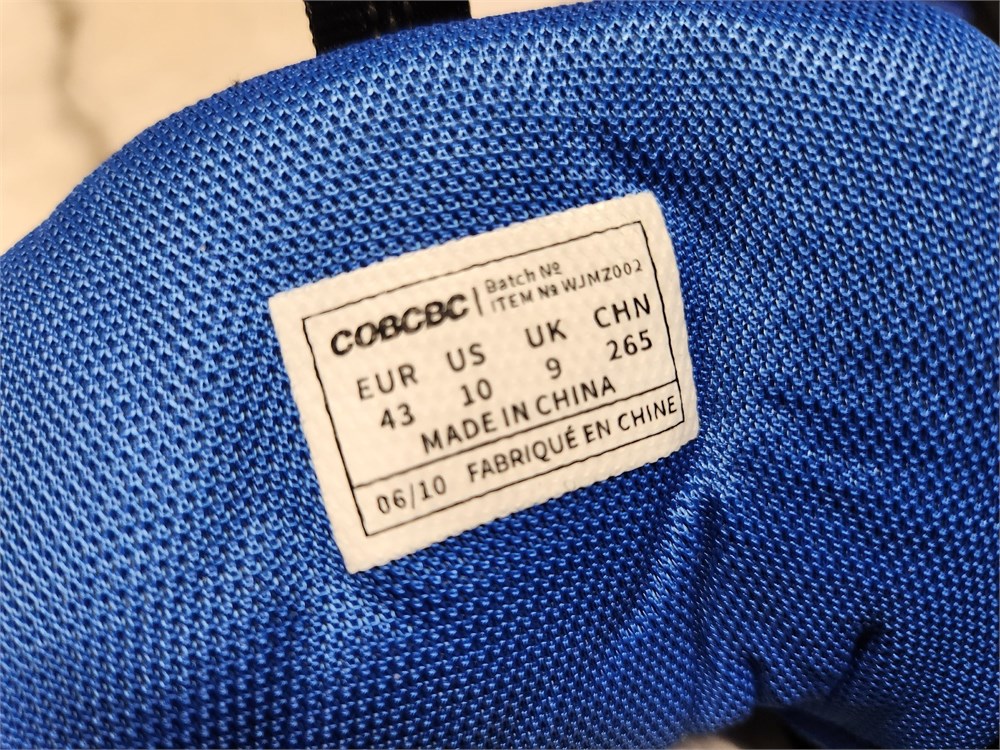 COBCBC | Batch Nº
ITEM Nº WJMZ002
EUR US UK CHN
43 10 9 265
MADE IN CHINA
06/10 FABRIQUÉ EN CHINE